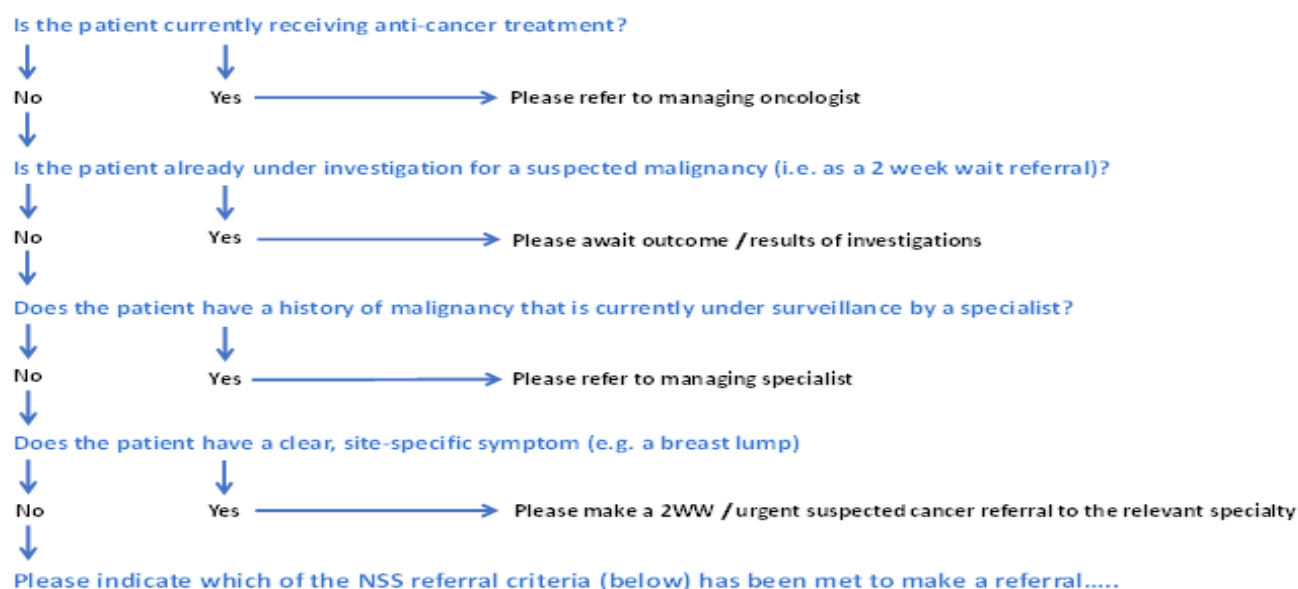 Is the patient currently receiving anti-cancer treatment?
No
Yes
Please refer to managing oncologist
Is the patient already under investigation for a suspected malignancy (i.e. as a 2 week wait referral)?
No
Yes
Please await outcome / results of investigations
Does the patient have a history of malignancy that is currently under surveillance by a specialist?
No
Yes
Please refer to managing specialist
Does the patient have a clear, site-specific symptom (e.g. a breast lump)
No
Yes
Please make a 2WW / urgent suspected cancer referral to the relevant specialty
Please indicate which of the NSS referral criteria (below) has been met to make a referral.....